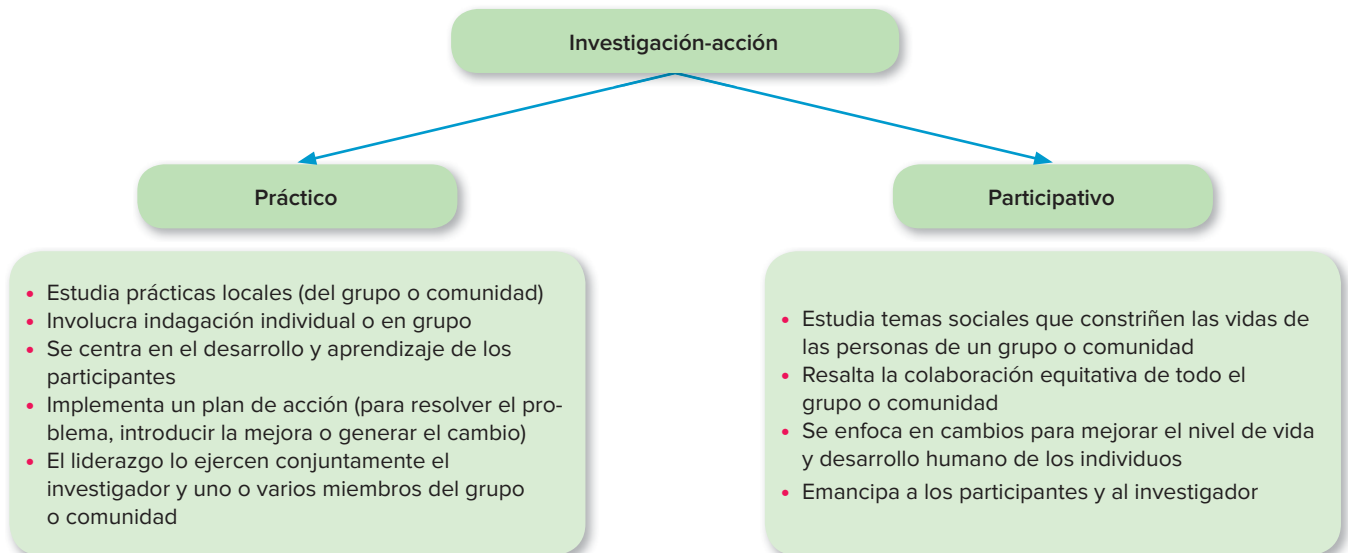 Investigación-acción
Práctico
• Estudia prácticas locales (del grupo o comunidad)
• Involucra indagación individual o en grupo
• Se centra en el desarrollo y aprendizaje de los
participantes
• Implementa un plan de acción (para resolver el pro-
blema, introducir la mejora o generar el cambio)
• El liderazgo lo ejercen conjuntamente el
investigador y uno o varios miembros del grupo
o comunidad
Participativo
• Estudia temas sociales que constriñen las vidas de
las personas de un grupo o comunidad
• Resalta la colaboración equitativa de todo el
grupo o comunidad
• Se enfoca en cambios para mejorar el nivel de vida
y desarrollo humano de los individuos
• Emancipa a los participantes y al investigador